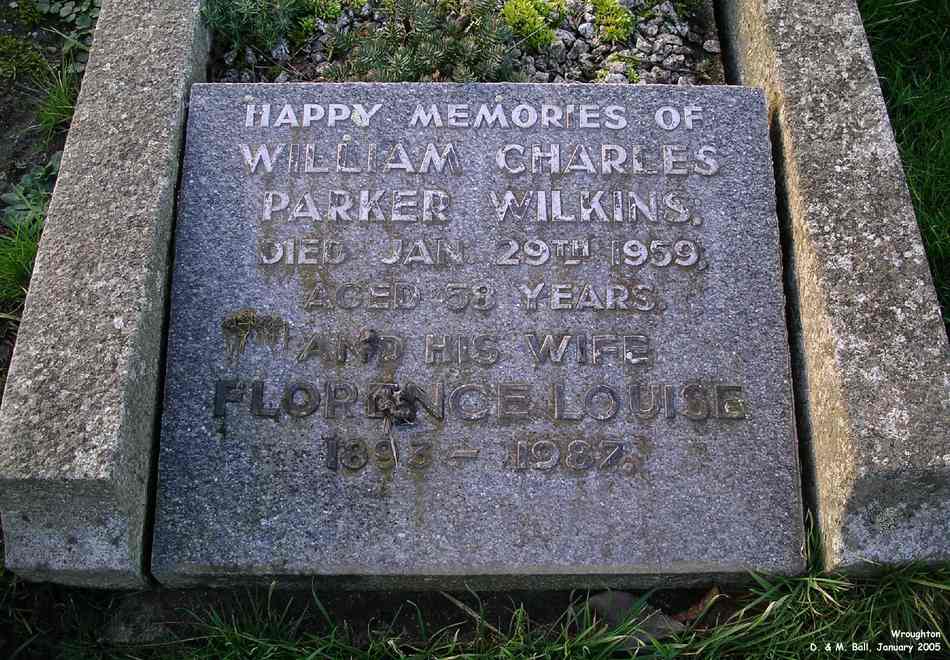 HAPPY MEMORIES OF
WILLIAM CHARLES
PARKER WILKINS,
DIED JAN 29TH 1959,
AGED 58 YEARS.
AND HIS WIFE
FLORENCE LOUISE
1893 – 1987.
Wroughton
D. & M. Ball, January 2005